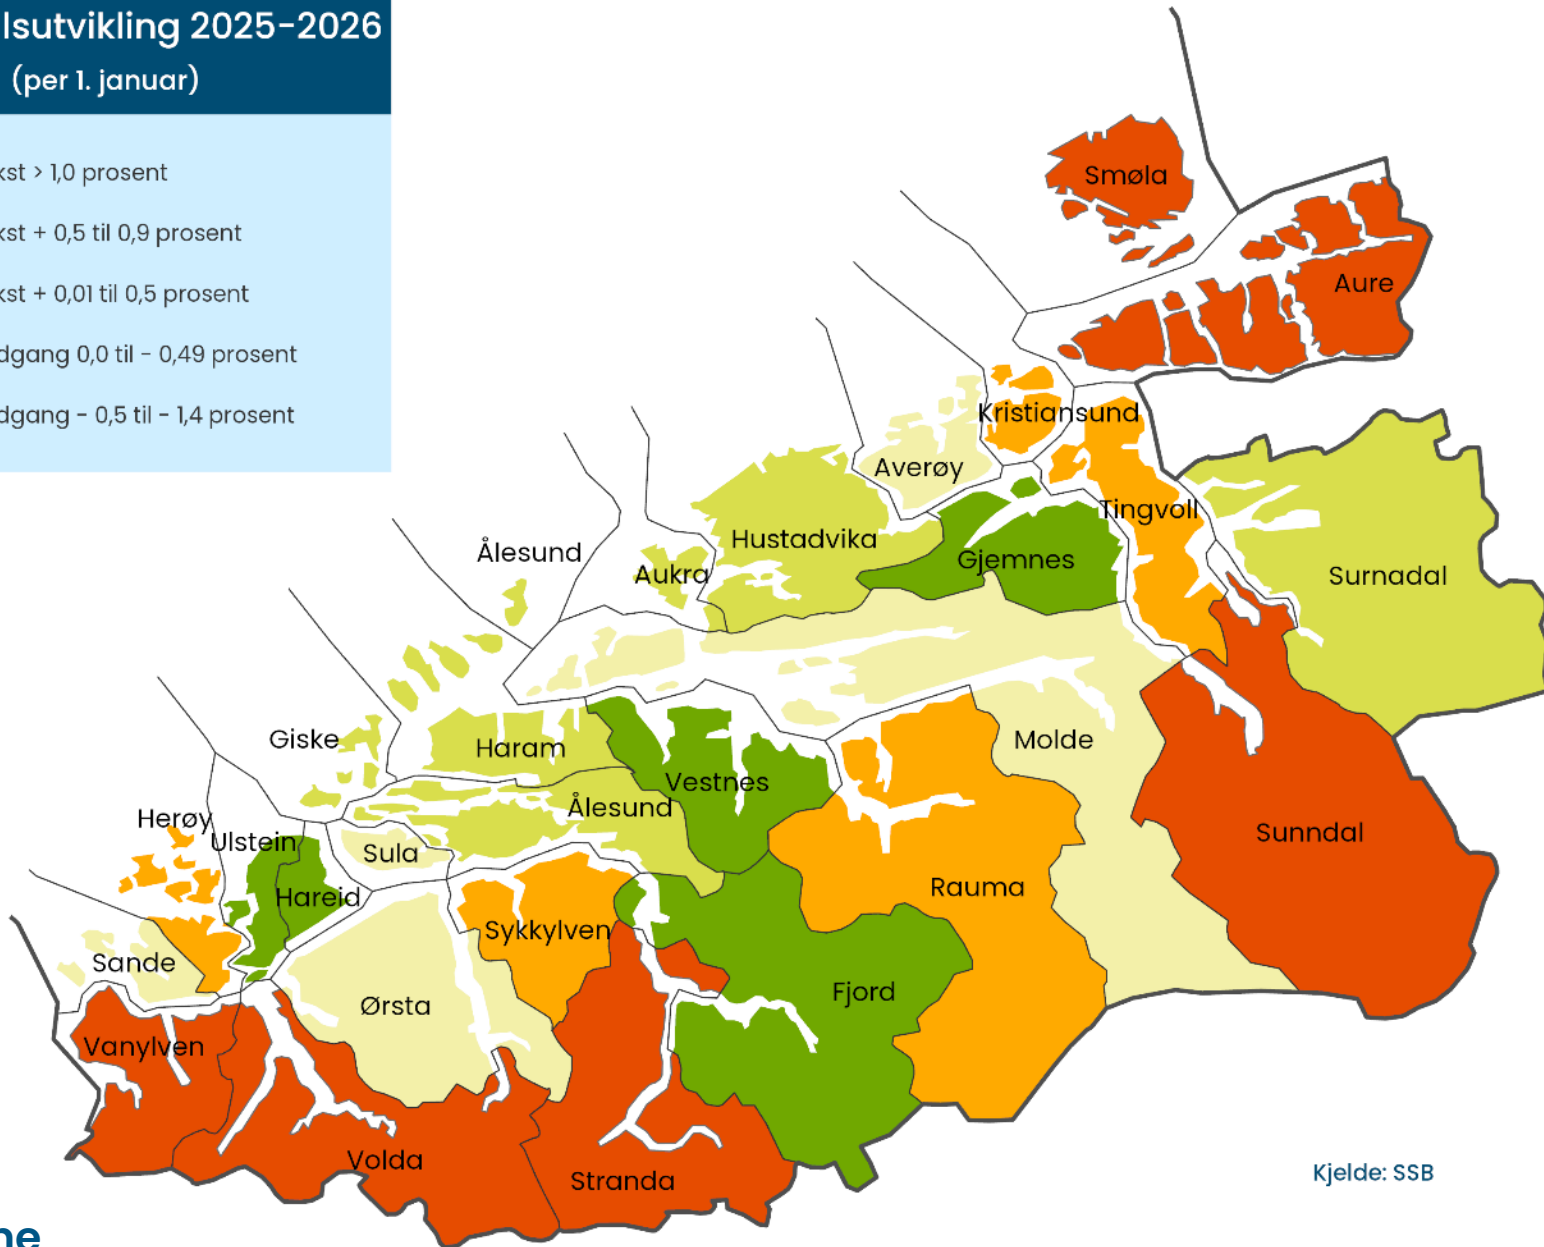 lsutvikling 2025-2026
(per 1. januar)
kst > 1,0 prosent
kst + 0,5 til 0,9 prosent
kst + 0,01 til 0,5 prosent
dgang 0,0 til - 0,49 prosent
dgang - 0,5 til - 1,4 prosent
Smøla
Aure
Kristiansund
Averøy
Tingvoll
Hustadvika
Ålesund
Gjemnes
Aukra
Surnadal
Giske
Haram
Molde
Vestnes
Ålesund
Herøy
Ulstein
Sunndal
Sula
Rauma
Hareid
Sykkylven
Sande
Fjord
Ørsta
Vanylven
Volda
Stranda
Kjelde: SSB
ne